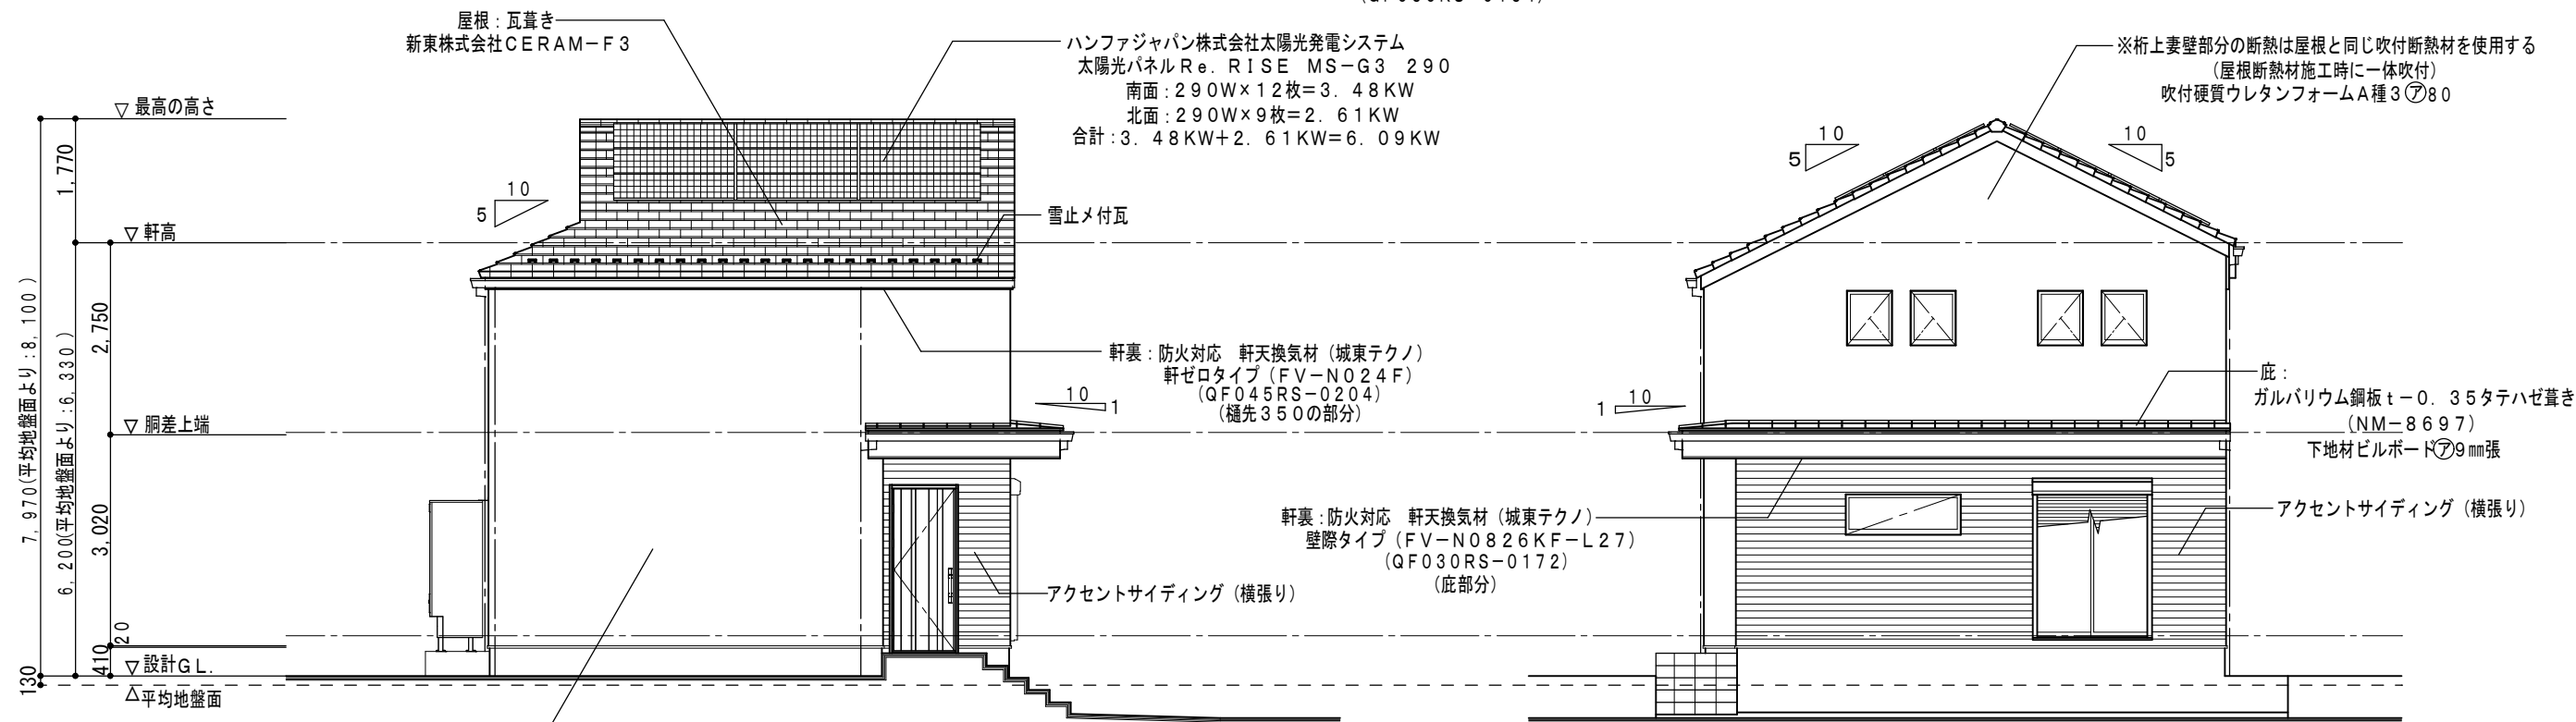 屋根：瓦葺き
新東株式会社CERAM－F3
ハンファジャパン株式会社太陽光発電システム
太陽光パネルRe．RISE　MS－G3　290
南面：290W×12枚＝3．48KW
北面：290W×9枚＝2．61KW
合計：3．48KW＋2．61KW＝6．09KW
※桁上妻壁部分の断熱は屋根と同じ吹付断熱材を使用する
（屋根断熱材施工時に一体吹付）
吹付硬質ウレタンフォームA種3㋐80
▽最高の高さ
1,770
10
5
10
5
10
5
雪止メ付瓦
▽軒高
7,970（平均地盤面より：8,100）
6,200（平均地盤面より：6,330）
2,750
軒裏：防火対応　軒天換気材（城東テクノ）
軒ゼロタイプ（FV－N024F）
（QF045RS－0204）
（樋先350の部分）
10
1
1
10
庇：
ガルバリウム鋼板t－0．35タテハゼ葺き
（NM－8697）
下地材ビルボード㋐9㎜張
▽胴差上端
3,020
軒裏：防火対応　軒天換気材（城東テクノ）
壁際タイプ（FV－N0826KF－L27）
（QF030RS－0172）
（庇部分）
アクセントサイディング（横張り）
アクセントサイディング（横張り）
20
410
▽設計GL．
130
△平均地盤面